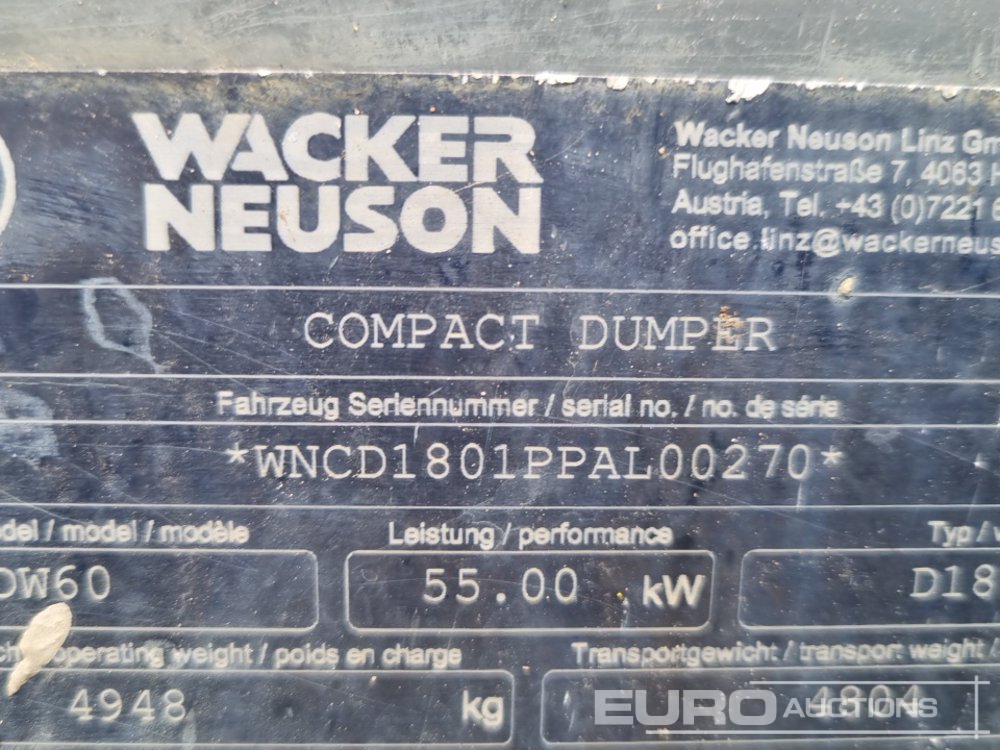 WACKER
NEUSON
Wacker Neuson Linz Gm
Flughafenstraße 7, 4063 H
Austria, Tel. +43 (0)7221 6
office.linz@wackerneus
COMPACT DUMPER
Fahrzeug Seriennummer / serial no. / no. de série
*WNCD1801PPAL00270*
odel / model / modèle
Leistung / performance
Typ / v
DW60
55.00 kW
D18
operating weight / poids en charge
Transportgewicht / transport weight /
4948 kg
4804
EURO AUCTIONS